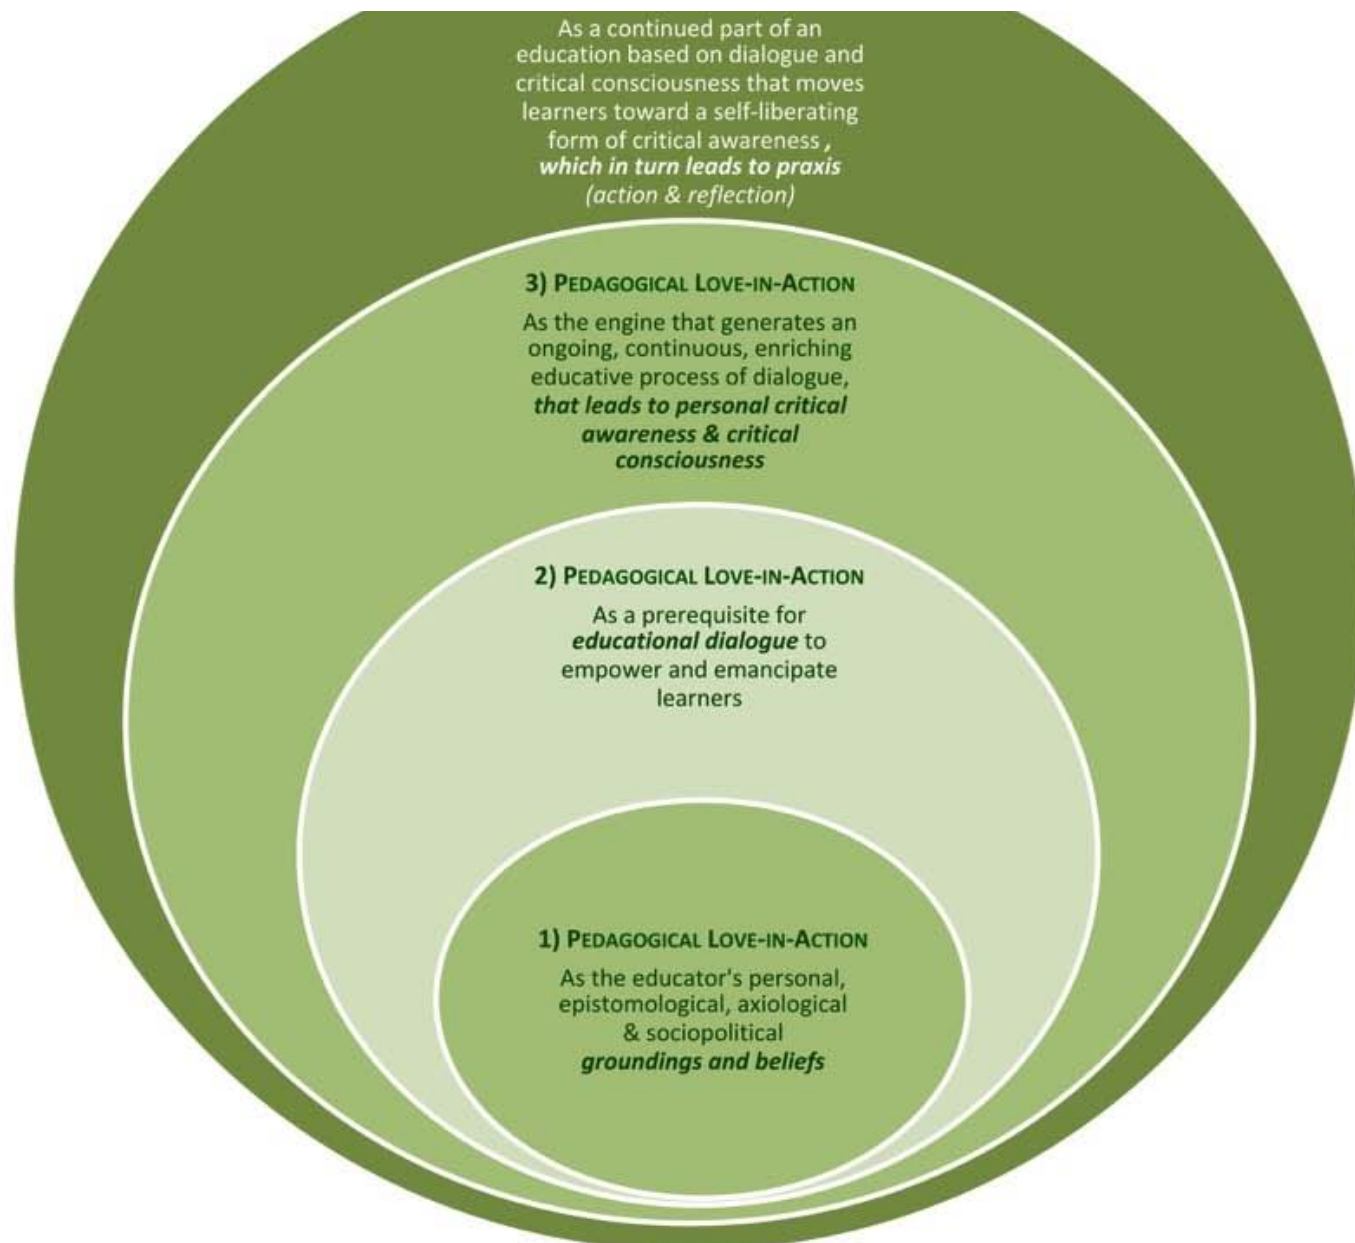 As a continued part of an
education based on dialogue and
critical consciousness that moves
learners toward a self-liberating
form of critical awareness ,
which in turn leads to praxis
(action & reflection)
3) PEDAGOGICAL LOVE-IN-ACTION
As the engine that generates an
ongoing, continuous, enriching
educative process of dialogue,
that leads to personal critical
awareness & critical
consciousness
2) PEDAGOGICAL LOVE-IN-ACTION
As a prerequisite for
educational dialogue to
empower and emancipate
learners
1) PEDAGOGICAL LOVE-IN-ACTION
As the educator's personal,
epistomological, axiological
& sociopolitical
groundings and beliefs